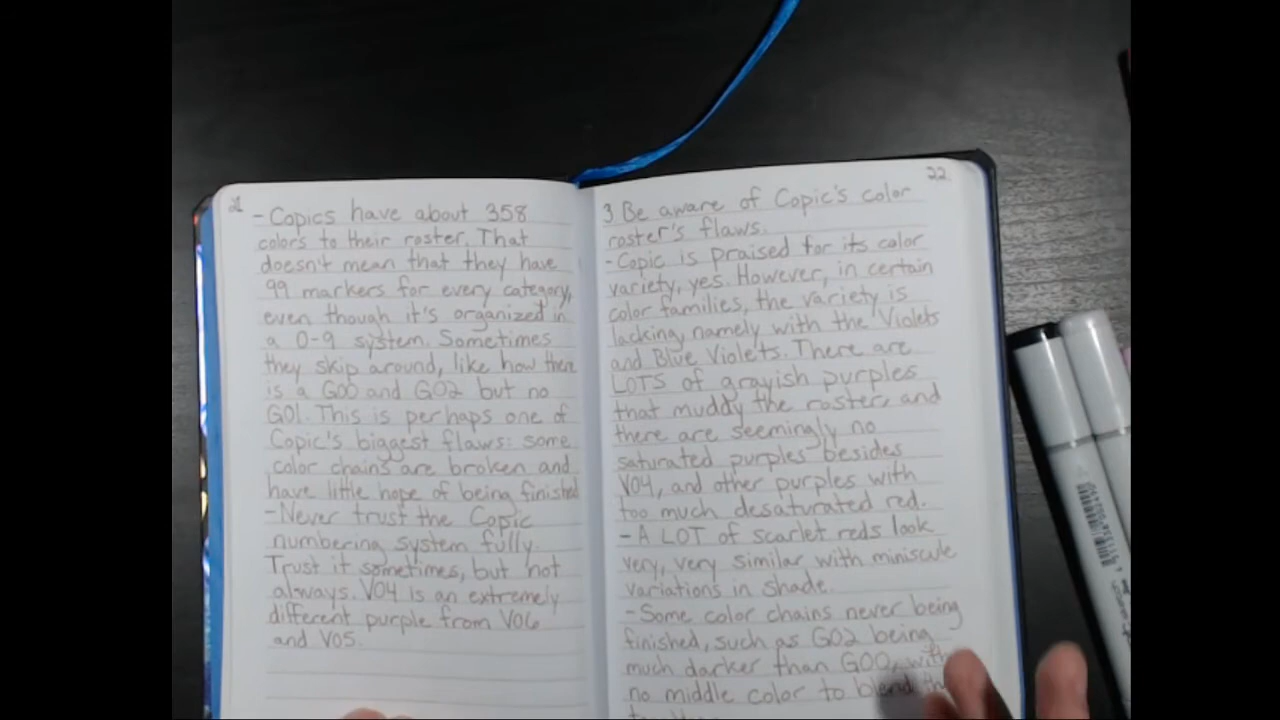 21
- Copics have about 358
colors to their roster. That
doesn't mean that they have
99 markers for every category,
even though it's organized in
a 0-9 system. Sometimes
they skip around, like how there
is a G00 and G02 but no
G01. This is perhaps one of
Copic's biggest flaws: some
color chains are broken and
have little hope of being finished
- Never trust the Copic
numbering system fully.
Trust it sometimes, but not
always. V04 is an extremely
different purple from V06
and V05.
22
3 Be aware of Copic's color
roster's flaws.
- Copic is praised for its color
variety, yes. However, in certain
color families, the variety is
lacking, namely with the Violets
and Blue Violets. There are
LOTS of grayish purples
that muddy the roster, and
there are seemingly no
saturated purples besides
V04, and other purples with
too much desaturated red.
- A LOT of scarlet reds look
very, very similar with miniscule
variations in shade.
- Some color chains never being
finished, such as G02 being
much darker than G00, with
no middle color to blend